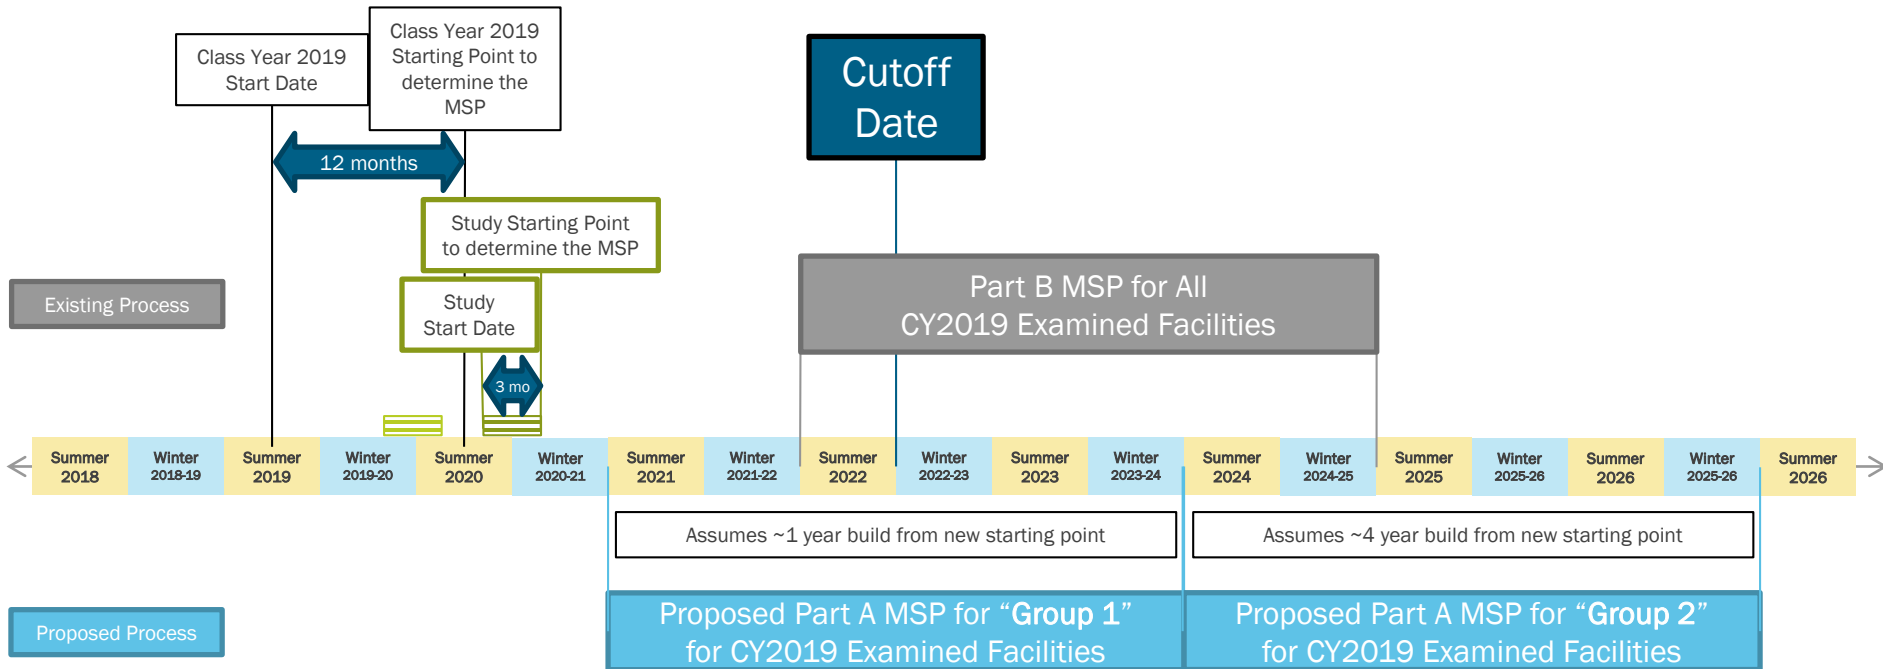 Class Year 2019
Start Date
Class Year 2019
Starting Point to
determine the
MSP
Cutoff
Date
12 months
Study Starting Point
to determine the MSP
Existing Process
Study
Start Date
Part B MSP for All
CY2019 Examined Facilities
3 mo
Summer
2018
Winter
2018-19
Summer
2019
Winter
2019-20
Summer
2020
Winter
2020-21
Summer
2021
Winter
2021-22
Summer
2022
Winter
2022-23
Summer
2023
Winter
2023-24
Summer
2024
Winter
2024-25
Summer
2025
Winter
2025-26
Summer
2026
Winter
2025-26
Summer
2026
Assumes ~1 year build from new starting point
Assumes ~4 year build from new starting point
Proposed Process
Proposed Part A MSP for “Group 1”
for CY2019 Examined Facilities
Proposed Part A MSP for “Group 2”
for CY2019 Examined Facilities